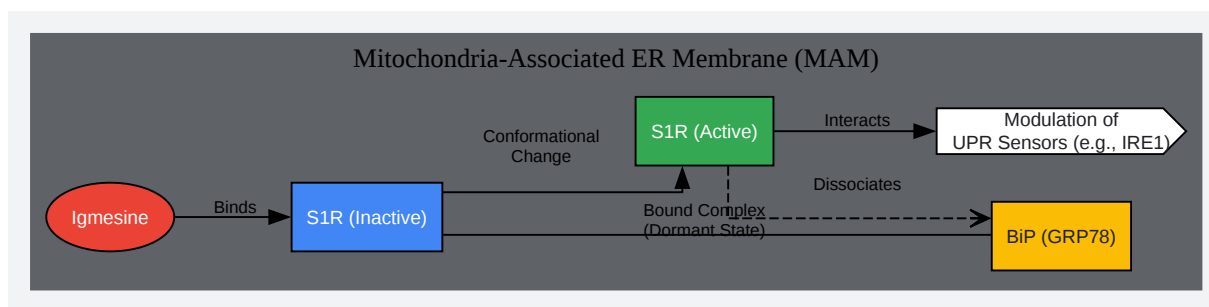 Mitochondria-Associated ER Membrane (MAM)
Igmesine
Binds
S1R (Inactive)
Conformational
Change
S1R (Active)
Interacts
Modulation of
UPR Sensors (e.g., IRE1)
Dissociates
Bound Complex
(Dormant State)
BiP (GRP78)